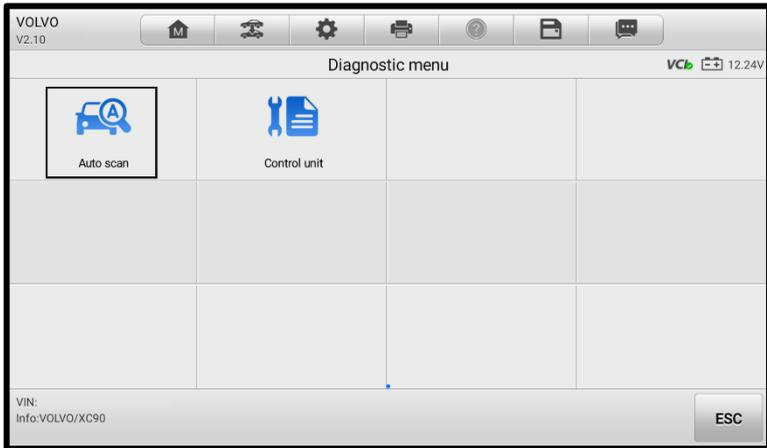 VOLVO
V2.10
M
?
Diagnostic menu
VCI 12.24V
A
Auto scan
Control unit
VIN:
Info:VOLVO/XC90
ESC